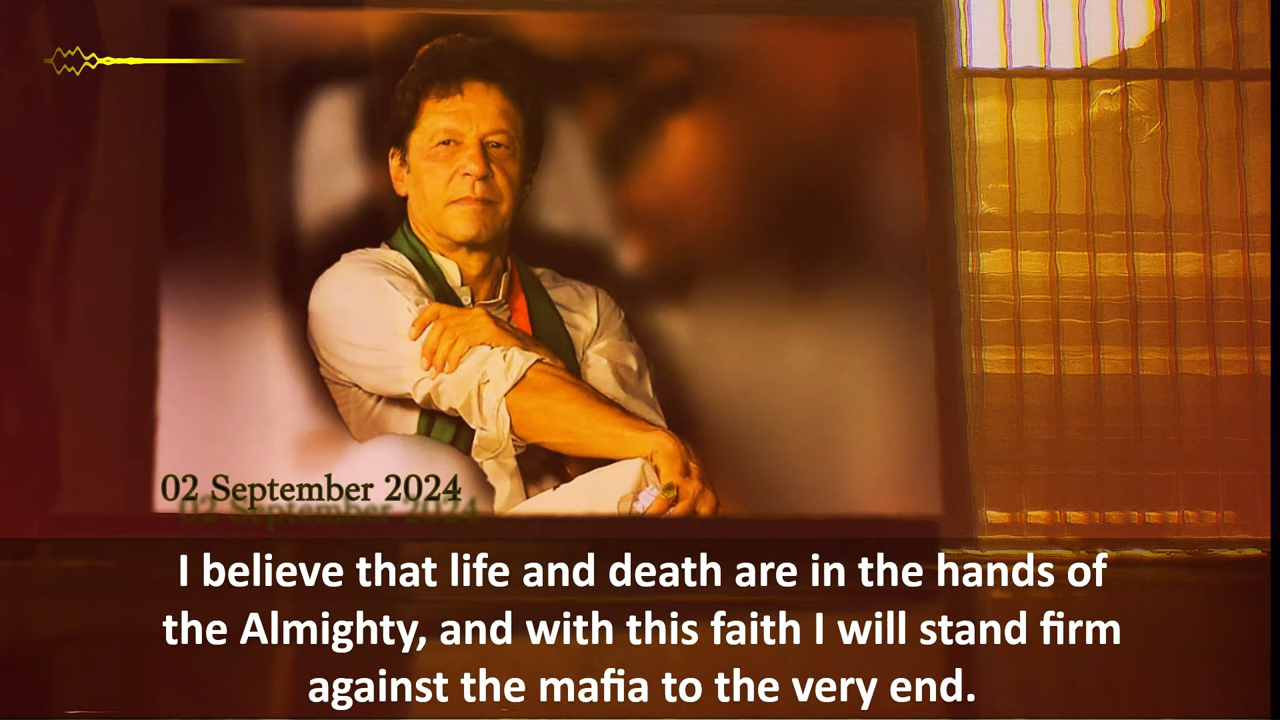 02 September 2024
I believe that life and death are in the hands of
the Almighty, and with this faith I will stand firm
against the mafia to the very end.